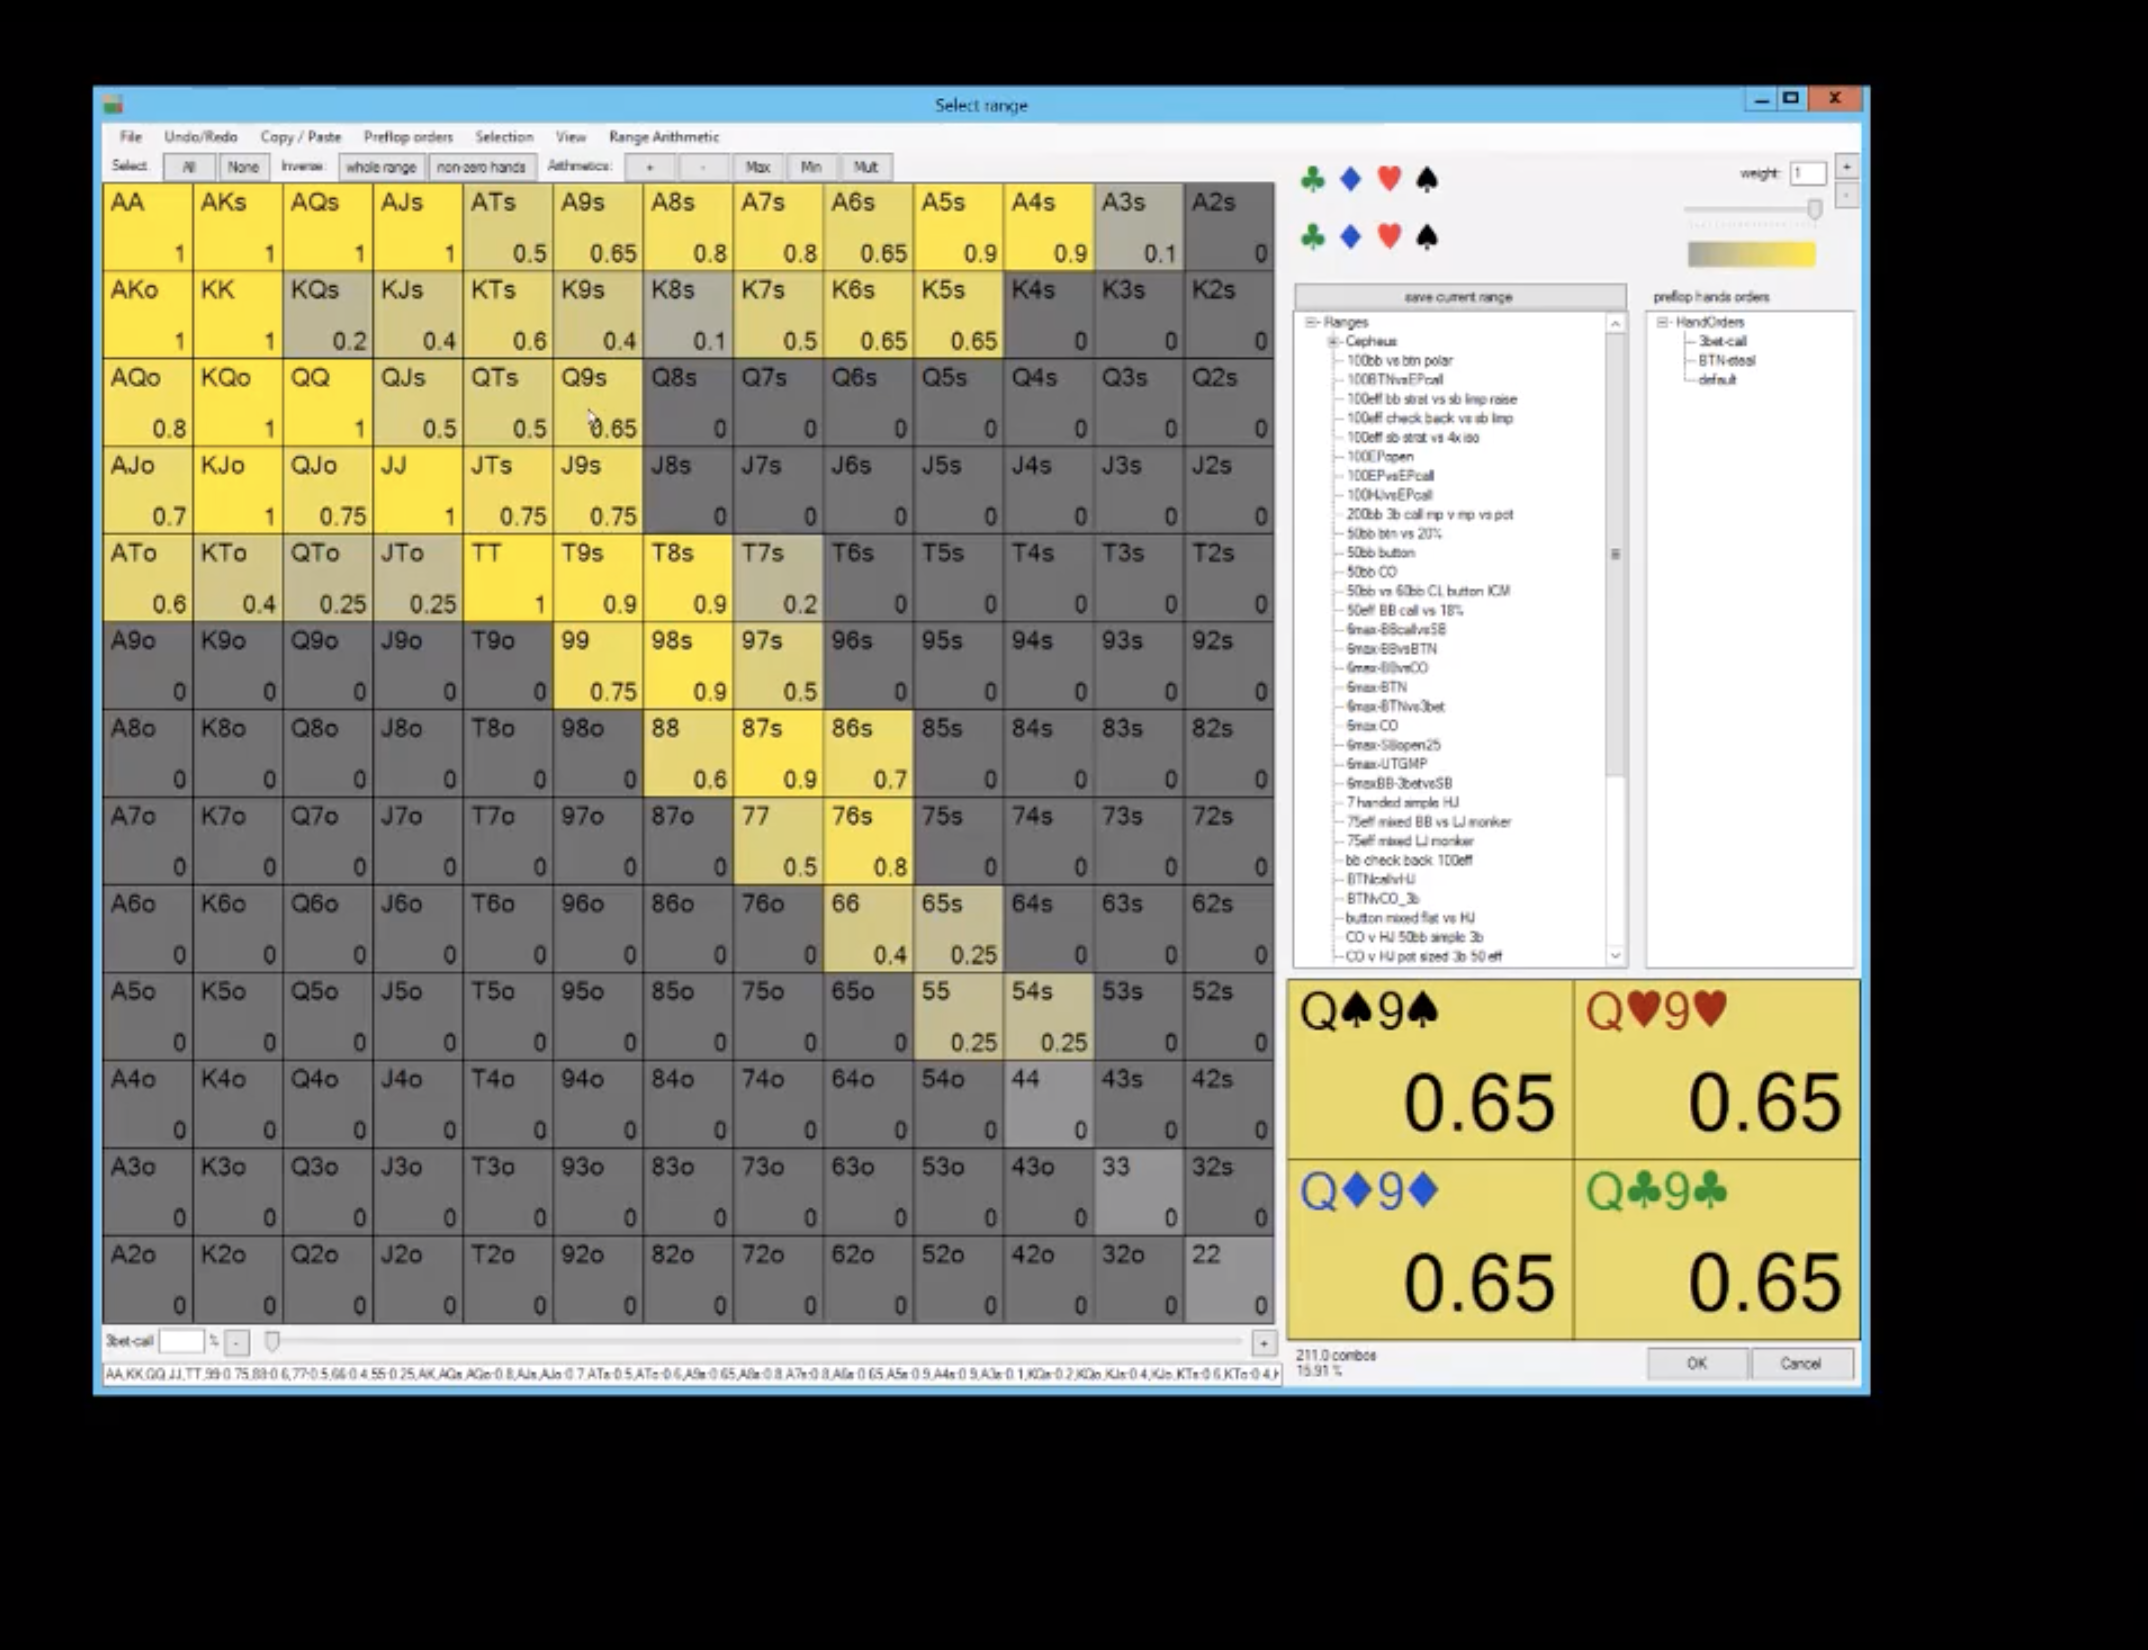 Select range
File Undo/Redo Copy / Paste Preflop orders Selection View Range Arithmetic
Select: All None Inverse: whole range non-zero hands Arithmetics: + - Max Min Mult
weight: 1 +
-
AA AKs AQs AJs ATs A9s A8s A7s A6s A5s A4s A3s A2s
1 1 1 1 0.5 0.65 0.8 0.8 0.65 0.9 0.9 0.1 0
AKo KK KQs KJs KTs K9s K8s K7s K6s K5s K4s K3s K2s
1 1 0.2 0.4 0.6 0.4 0.1 0.5 0.65 0.65 0 0 0
AQo KQo QQ QJs QTs Q9s Q8s Q7s Q6s Q5s Q4s Q3s Q2s
0.8 1 1 0.5 0.5 0.65 0 0 0 0 0 0 0
AJo KJo QJo JJ JTs J9s J8s J7s J6s J5s J4s J3s J2s
0.7 1 0.75 1 0.75 0.75 0 0 0 0 0 0 0
ATo KTo QTo JTo TT T9s T8s T7s T6s T5s T4s T3s T2s
0.6 0.4 0.25 0.25 1 0.9 0.9 0.2 0 0 0 0 0
A9o K9o Q9o J9o T9o 99 98s 97s 96s 95s 94s 93s 92s
0 0 0 0 0 0.75 0.9 0.5 0 0 0 0 0
A8o K8o Q8o J8o T8o 98o 88 87s 86s 85s 84s 83s 82s
0 0 0 0 0 0 0.6 0.9 0.7 0 0 0 0
A7o K7o Q7o J7o T7o 97o 87o 77 76s 75s 74s 73s 72s
0 0 0 0 0 0 0 0.5 0.8 0 0 0 0
A6o K6o Q6o J6o T6o 96o 86o 76o 66 65s 64s 63s 62s
0 0 0 0 0 0 0 0 0.4 0.25 0 0 0
A5o K5o Q5o J5o T5o 95o 85o 75o 65o 55 54s 53s 52s
0 0 0 0 0 0 0 0 0 0.25 0.25 0 0
A4o K4o Q4o J4o T4o 94o 84o 74o 64o 54o 44 43s 42s
0 0 0 0 0 0 0 0 0 0 0 0 0
A3o K3o Q3o J3o T3o 93o 83o 73o 63o 53o 43o 33 32s
0 0 0 0 0 0 0 0 0 0 0 0 0
A2o K2o Q2o J2o T2o 92o 82o 72o 62o 52o 42o 32o 22
0 0 0 0 0 0 0 0 0 0 0 0 0
3bet-call % - +
AA,KK,QQ,JJ,TT,99:0.75,88:0.6,77:0.5,66:0.4,55:0.25,AK,AQs,AQo:0.8,AJs,AJo:0.7,ATs:0.5,ATo:0.6,A9s:0.65,A8s:0.8,A7s:0.8,A6s:0.65,A5s:0.9,A4s:0.9,A3s:0.1,KQs:0.2,KQo,KJs:0.4,KJo,KTs:0.6,KTo:0.4,
save current range
Ranges
Cepheus
100bb vs btn polar
100BTNvsEPcall
100eff bb strat vs sb limp raise
100eff check back vs sb limp
100eff sb strat vs 4x iso
100EPopen
100EPvsEPcall
100HJvsEPcall
200bb 3b call mp v mp vs pot
50bb btn vs 20%
50bb button
50bb CO
50bb vs 60bb CL button ICM
50eff BB call vs 18%
6max-BBcallvsSB
6max-BBvsBTN
6max-BBvsCO
6max-BTN
6max-BTNvs3bet
6max CO
6max-SBopen25
6max-UTGMP
6maxBB-3betvsSB
7 handed simple HJ
75eff mixed BB vs LJ monker
75eff mixed LJ monker
bb check back 100eff
BTNcallvHJ
BTNvCO_3b
button mixed flat vs HJ
CO v HJ 50bb simple 3b
CO v HJ pot sized 3b 50 eff
preflop hands orders
HandOrders
3bet-call
BTN-steal
default
Q♠9♠ Q♥9♥
0.65 0.65
Q♦9♦ Q♣9♣
0.65 0.65
211.0 combos
15.91 %
OK Cancel